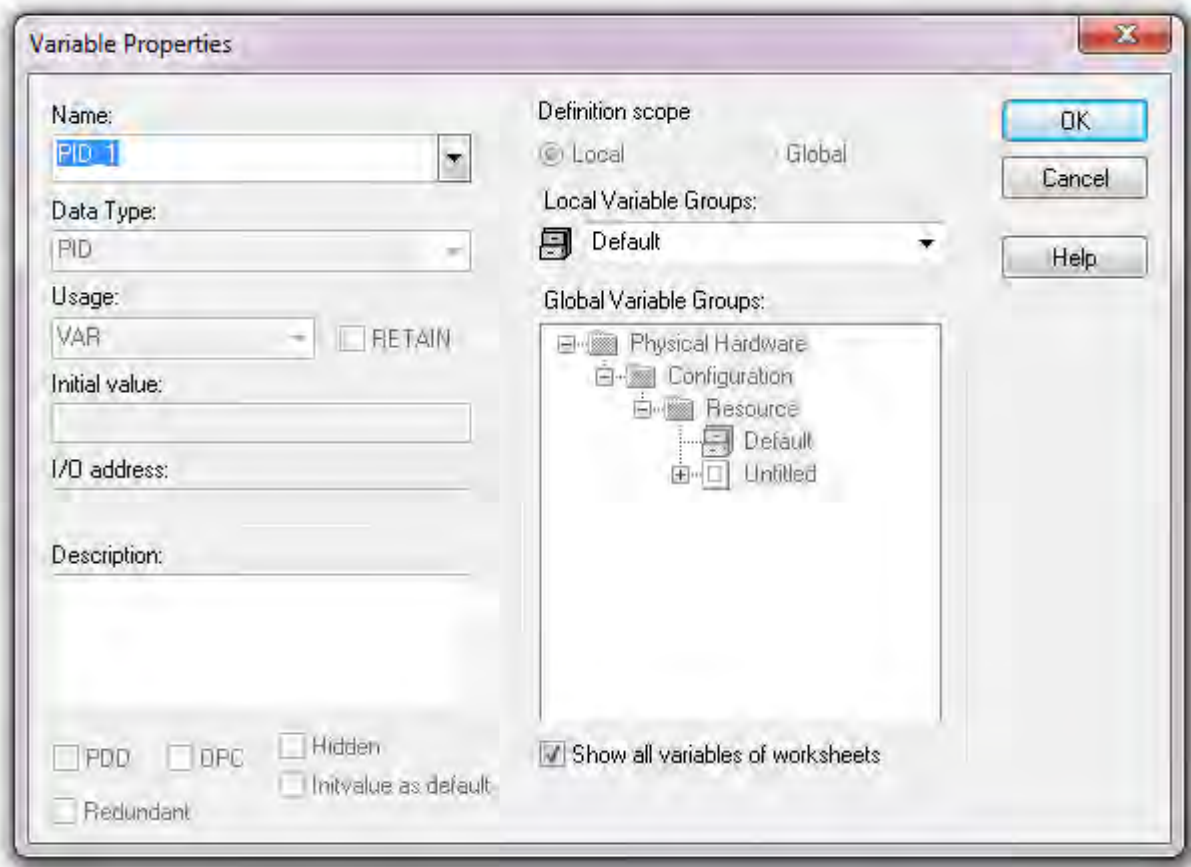 Variable Properties
Name:
PID_1
Data Type:
PID
Usage:
VAR
RETAIN
Initial value:
I/O address:
Description:
PDD
OPC
Hidden
Initvalue as default
Redundant
Definition scope
Local
Global
Local Variable Groups:
Default
Global Variable Groups:
Physical Hardware
Configuration
Resource
Default
Untitled
Show all variables of worksheets
OK
Cancel
Help